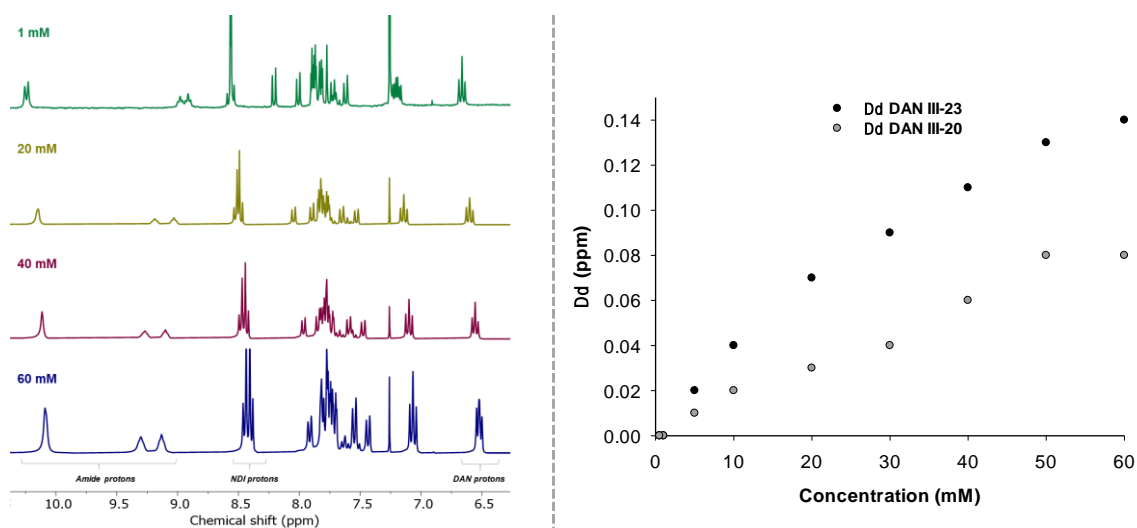 1 mM
20 mM
40 mM
60 mM
Amide protons
NDI protons
DAN protons
10.0 9.5 9.0 8.5 8.0 7.5 7.0 6.5
Chemical shift (ppm)
Dd DAN III-23
Dd DAN III-20
Dd (ppm)
0.14
0.12
0.10
0.08
0.06
0.04
0.02
0.00
0 10 20 30 40 50 60
Concentration (mM)